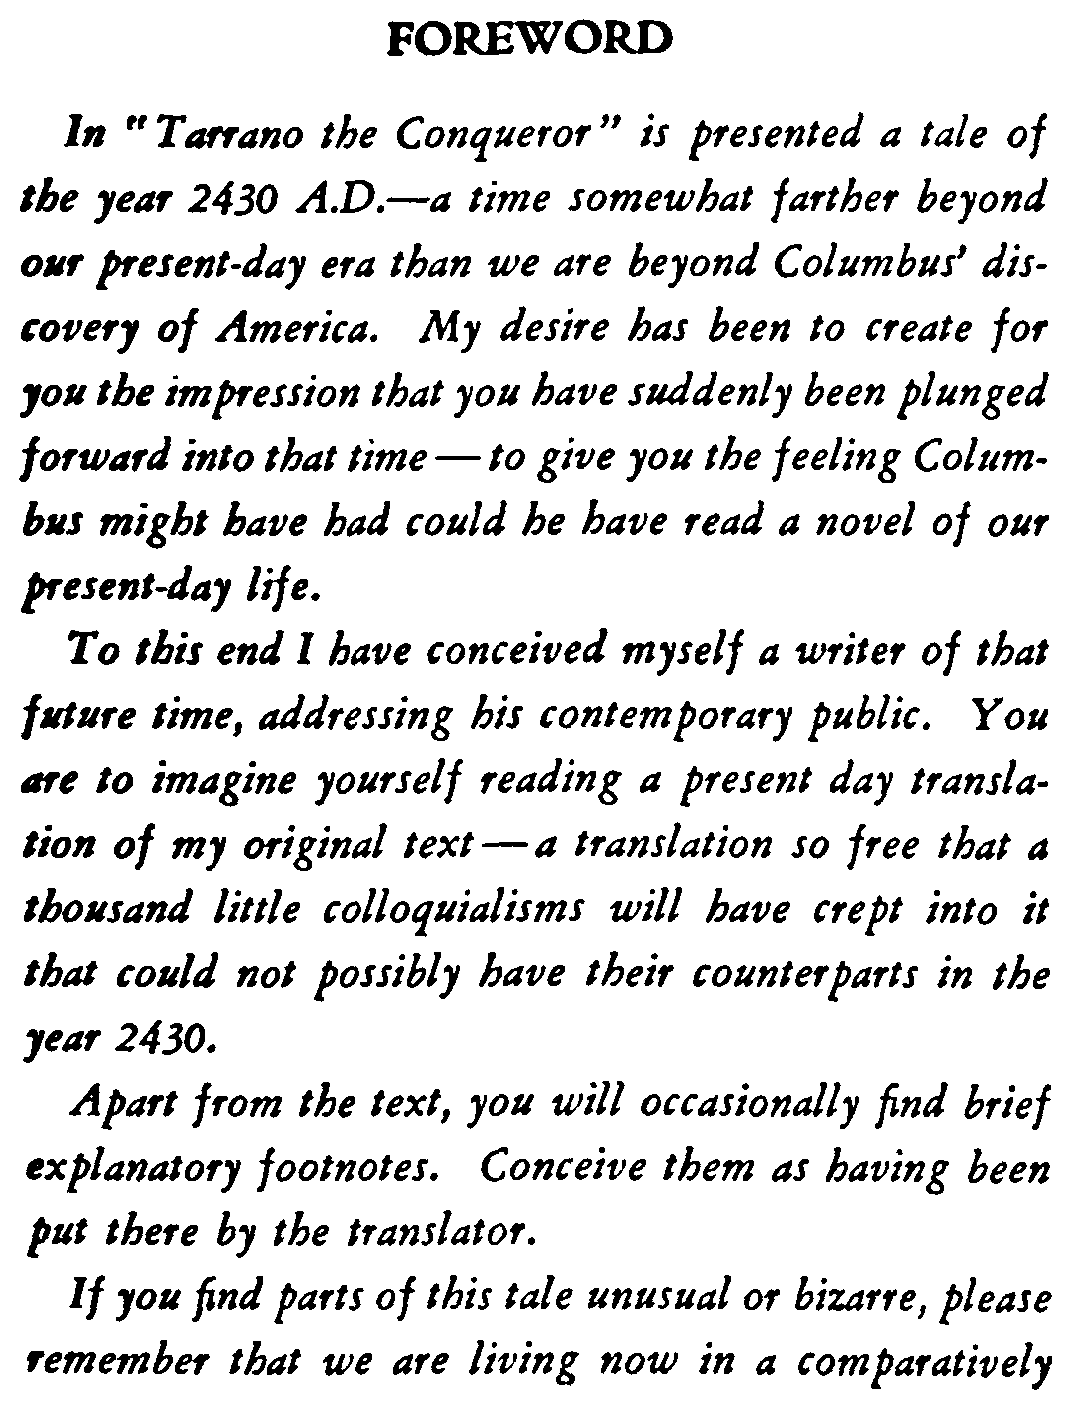 FOREWORD
In "Tarrano the Conqueror" is presented a tale of
the year 2430 A.D.—a time somewhat farther beyond
our present-day era than we are beyond Columbus' dis-
covery of America. My desire has been to create for
you the impression that you have suddenly been plunged
forward into that time—to give you the feeling Colum-
bus might have had could he have read a novel of our
present-day life.
To this end I have conceived myself a writer of that
future time, addressing his contemporary public. You
are to imagine yourself reading a present day transla-
tion of my original text—a translation so free that a
thousand little colloquialisms will have crept into it
that could not possibly have their counterparts in the
year 2430.
Apart from the text, you will occasionally find brief
explanatory footnotes. Conceive them as having been
put there by the translator.
If you find parts of this tale unusual or bizarre, please
remember that we are living now in a comparatively